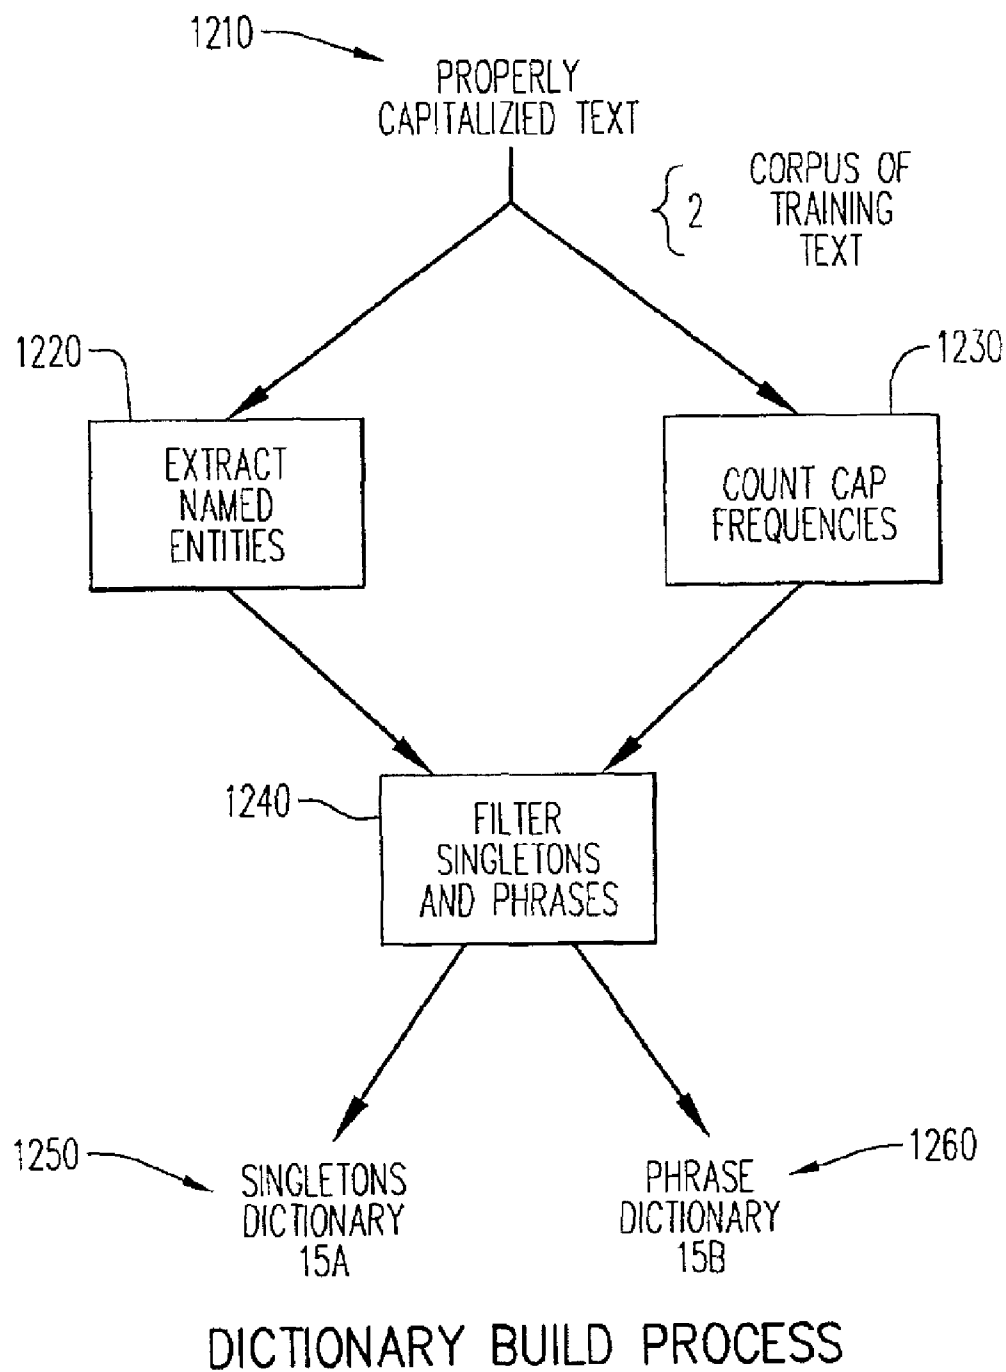 1210
PROPERLY
CAPITALIZIED TEXT
{ 2
CORPUS OF
TRAINING
TEXT
1220
1230
EXTRACT
NAMED
ENTITIES
COUNT CAP
FREQUENCIES
1240
FILTER
SINGLETONS
AND PHRASES
1250
SINGLETONS
DICTIONARY
15A
1260
PHRASE
DICTIONARY
15B
DICTIONARY BUILD PROCESS